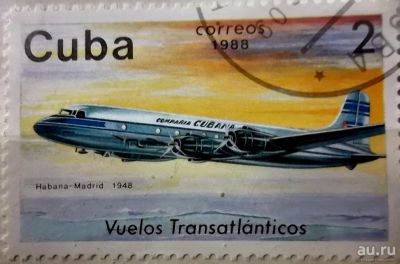 Cuba
correos
1988
2
COMPAÑIA CUBANA
Habana-Madrid 1948
Vuelos Transatlánticos
au.ru